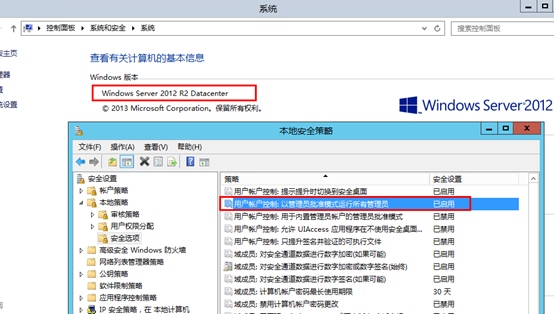 系统
控制面板 ▸ 系统和安全 ▸ 系统
搜索控制面板
板主页
查看有关计算机的基本信息
Windows 版本
Windows Server 2012 R2 Datacenter
© 2013 Microsoft Corporation。保留所有权利。
Windows Server 2012
本地安全策略
文件(F) 操作(A) 查看(V) 帮助(H)
安全设置
帐户策略
本地策略
审核策略
用户权限分配
安全选项
高级安全 Windows 防火墙
网络列表管理器策略
公钥策略
软件限制策略
应用程序控制策略
IP 安全策略，在 本地计算机
策略 安全设置
用户帐户控制: 提示提升时切换到安全桌面 已启用
用户帐户控制: 以管理员批准模式运行所有管理员 已启用
用户帐户控制: 用于内置管理员帐户的管理员批准模式 已启用
用户帐户控制: 允许 UIAccess 应用程序在不使用安全桌面... 已启用
用户帐户控制: 只提升签名并验证的可执行文件 已禁用
域成员: 对安全通道数据进行数字加密(如果可能) 已启用
域成员: 对安全通道数据进行数字加密或数字签名(始终) 已启用
域成员: 对安全通道数据进行数字签名(如果可能) 已启用
域成员: 计算机帐户密码最长使用期限 30 天
域成员: 禁用计算机帐户密码更改 已禁用